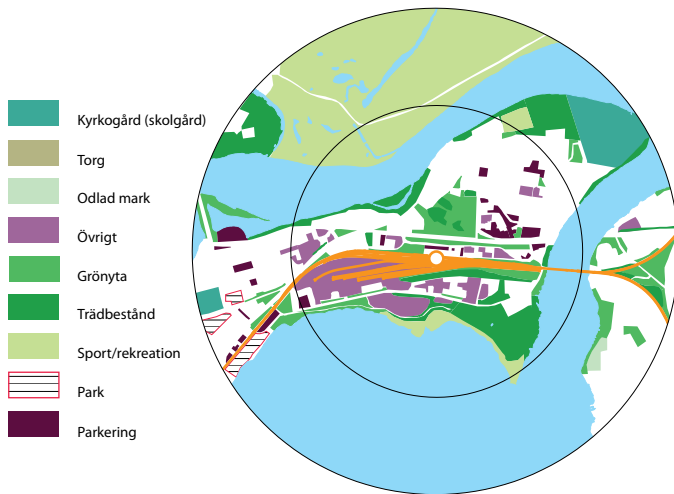 Kyrkogård (skolgård)
Torg
Odlad mark
Övrigt
Grönyta
Trädbestånd
Sport/rekreation
Park
Parkering